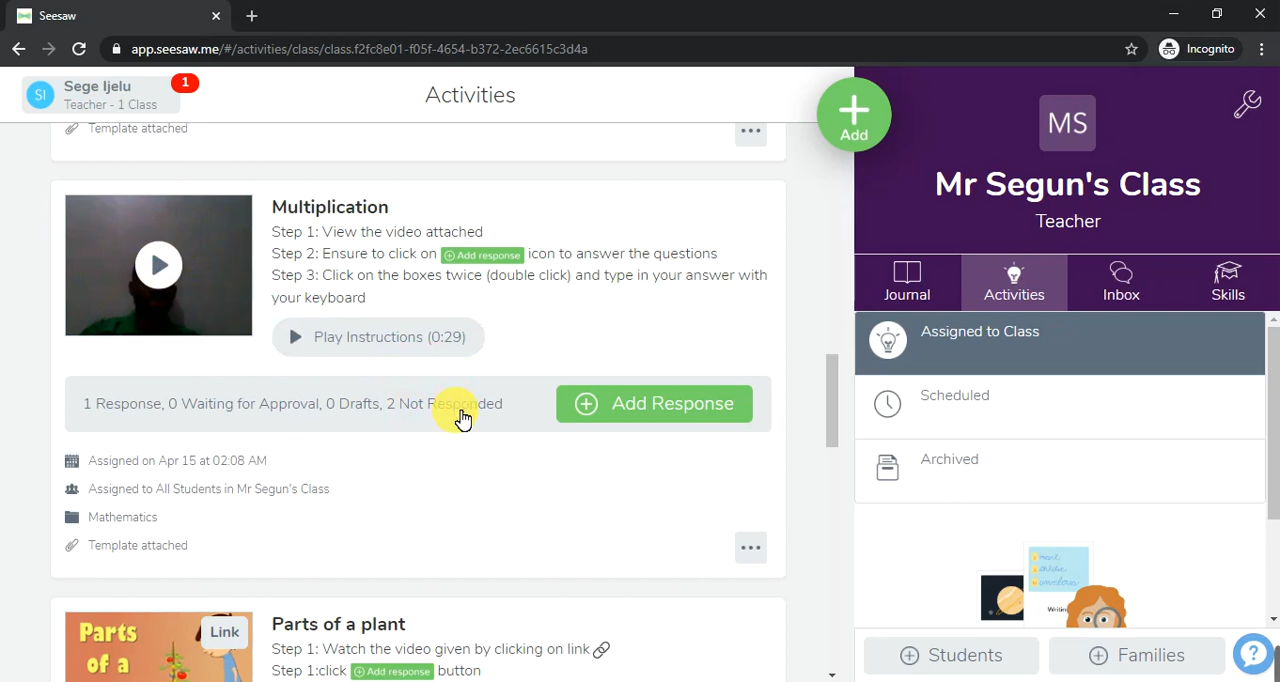 Seesaw
app.seesaw.me/#/activities/class/class.f2fc8e01-f05f-4654-b372-2ec6615c3d4a
Incognito
SI
Sege Ijelu
Teacher - 1 Class
1
Activities
Add
Template attached
Multiplication
Step 1: View the video attached
Step 2: Ensure to click on Add response icon to answer the questions
Step 3: Click on the boxes twice (double click) and type in your answer with
your keyboard
Play Instructions (0:29)
1 Response, 0 Waiting for Approval, 0 Drafts, 2 Not Responded
Add Response
Assigned on Apr 15 at 02:08 AM
Assigned to All Students in Mr Segun's Class
Mathematics
Template attached
Parts
of a
Link
Parts of a plant
Step 1: Watch the video given by clicking on link
Step 1:click Add response button
MS
Mr Segun's Class
Teacher
Journal
Activities
Inbox
Skills
Assigned to Class
Scheduled
Archived
Students
Families
?